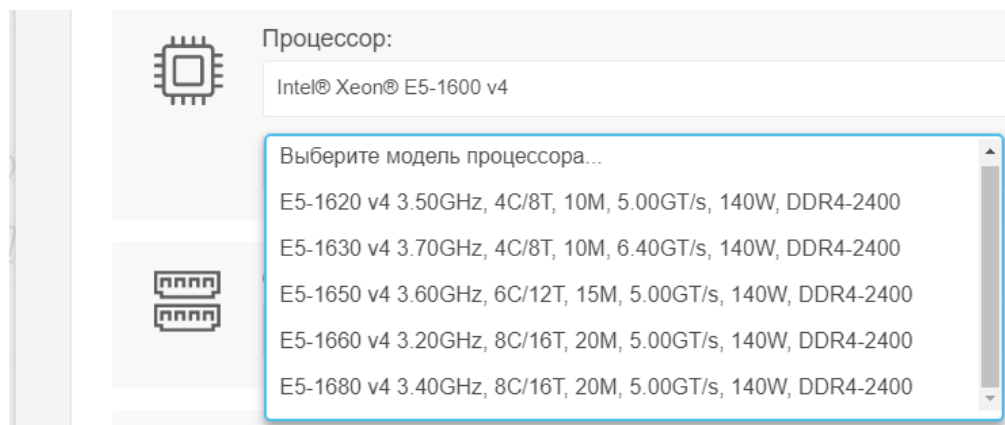 Процессор:
Intel® Xeon® E5-1600 v4
Выберите модель процессора...
E5-1620 v4 3.50GHz, 4C/8T, 10M, 5.00GT/s, 140W, DDR4-2400
E5-1630 v4 3.70GHz, 4C/8T, 10M, 6.40GT/s, 140W, DDR4-2400
E5-1650 v4 3.60GHz, 6C/12T, 15M, 5.00GT/s, 140W, DDR4-2400
E5-1660 v4 3.20GHz, 8C/16T, 20M, 5.00GT/s, 140W, DDR4-2400
E5-1680 v4 3.40GHz, 8C/16T, 20M, 5.00GT/s, 140W, DDR4-2400